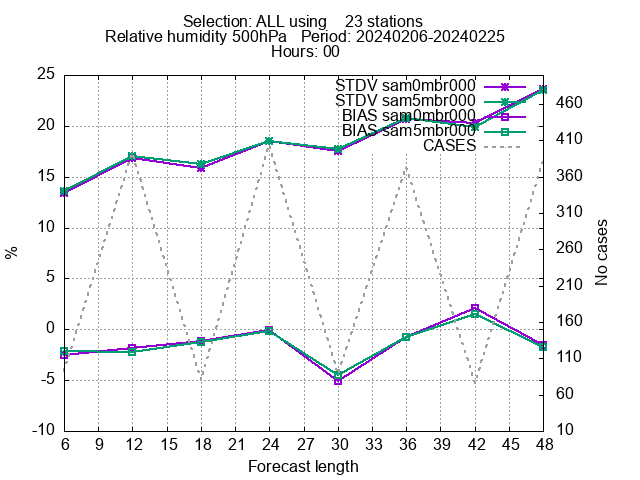 Selection: ALL using    23 stations
Relative humidity 500hPa   Period: 20240206-20240225
Hours: 00
25
20
15
10
5
0
-5
-10
%
STDV sam0mbr000
STDV sam5mbr000
BIAS sam0mbr000
BIAS sam5mbr000
CASES
460
410
360
310
260
210
160
110
60
10
No cases
6 9 12 15 18 21 24 27 30 33 36 39 42 45 48
Forecast length